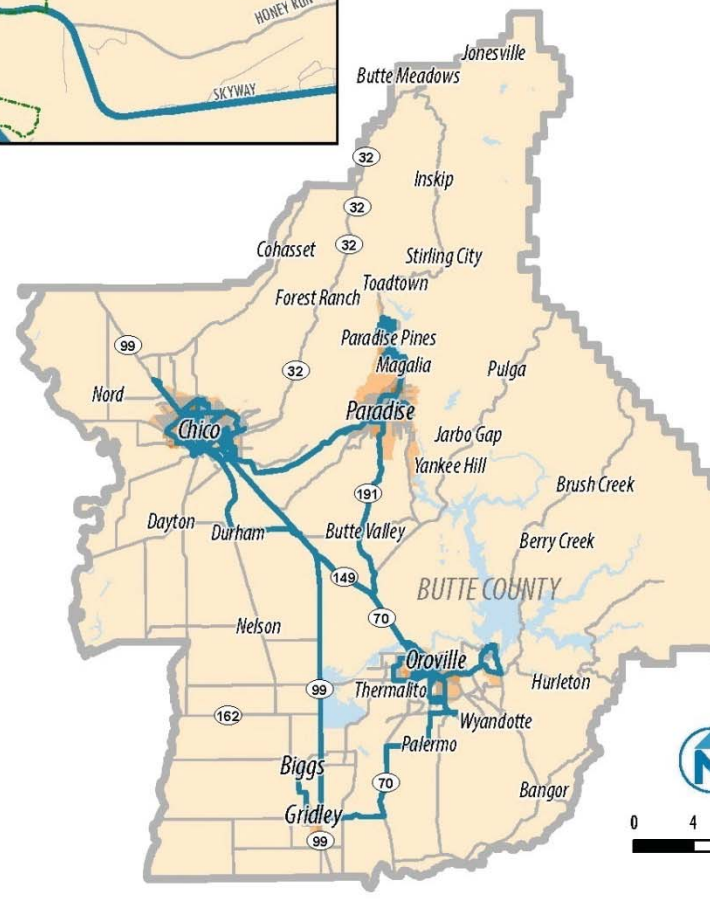 HONEY RUN
SKYWAY
Jonesville
Butte Meadows
32
Inskip
32
32
Cohasset
Stirling City
Toadtown
Forest Ranch
99
Paradise Pines
32
Magalia
Pulga
Nord
Paradise
Chico
Jarbo Gap
Yankee Hill
191
Brush Creek
Dayton
Durham
Butte Valley
Berry Creek
149
BUTTE COUNTY
70
Nelson
Oroville
Thermalito
Hurleton
99
162
Wyandotte
Palermo
Biggs
70
Bangor
Gridley
99
N
0 4